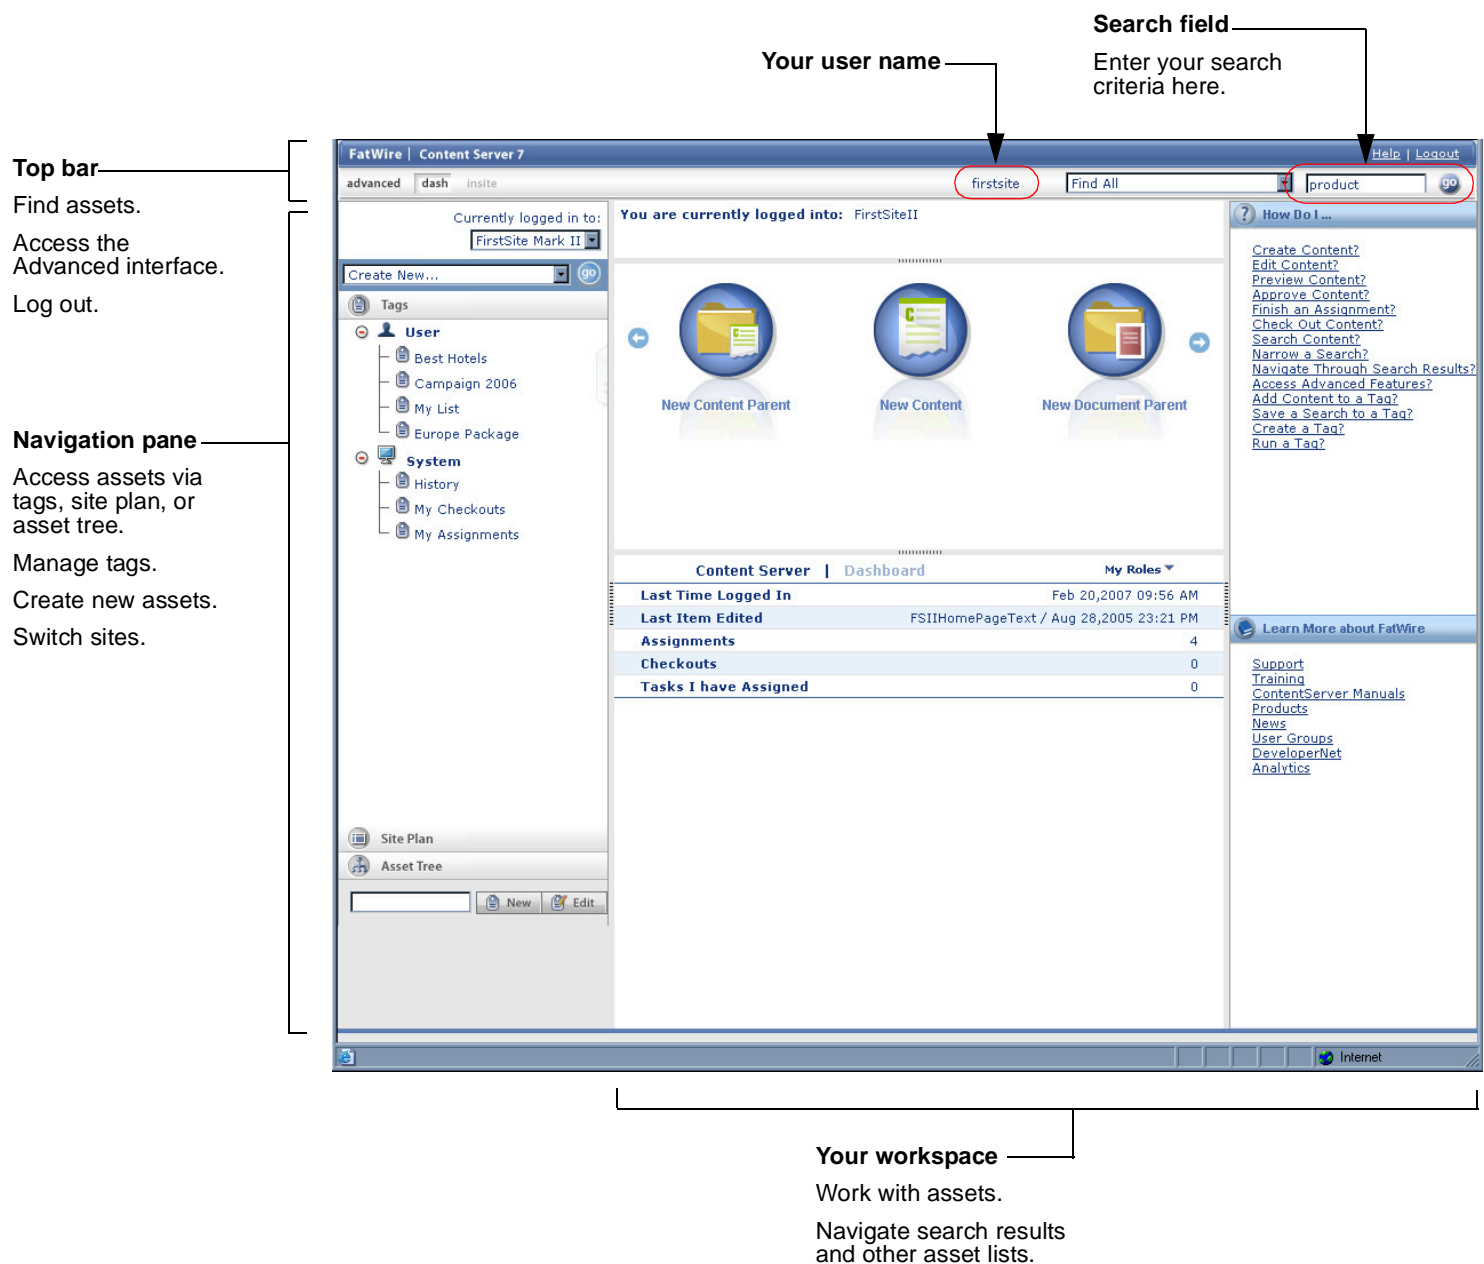 Search field
Enter your search
criteria here.
Your user name
Top bar
Find assets.
Access the
Advanced interface.
Log out.
Navigation pane
Access assets via
tags, site plan, or
asset tree.
Manage tags.
Create new assets.
Switch sites.
FatWire | Content Server 7
Help | Logout
advanced dash insite
firstsite
Find All
product
go
Currently logged in to:
FirstSite Mark II
Create New...
go
Tags
User
Best Hotels
Campaign 2006
My List
Europe Package
System
History
My Checkouts
My Assignments
Site Plan
Asset Tree
New
Edit
You are currently logged into: FirstSiteII
New Content Parent
New Content
New Document Parent
Content Server | Dashboard
My Roles
Last Time Logged In Feb 20,2007 09:56 AM
Last Item Edited FSIIHomePageText / Aug 28,2005 23:21 PM
Assignments 4
Checkouts 0
Tasks I have Assigned 0
? How Do I ...
Create Content?
Edit Content?
Preview Content?
Approve Content?
Finish an Assignment?
Check Out Content?
Search Content?
Narrow a Search?
Navigate Through Search Results?
Access Advanced Features?
Add Content to a Tag?
Save a Search to a Tag?
Create a Tag?
Run a Tag?
Learn More about FatWire
Support
Training
ContentServer Manuals
Products
News
User Groups
DeveloperNet
Analytics
Internet
Your workspace
Work with assets.
Navigate search results
and other asset lists.